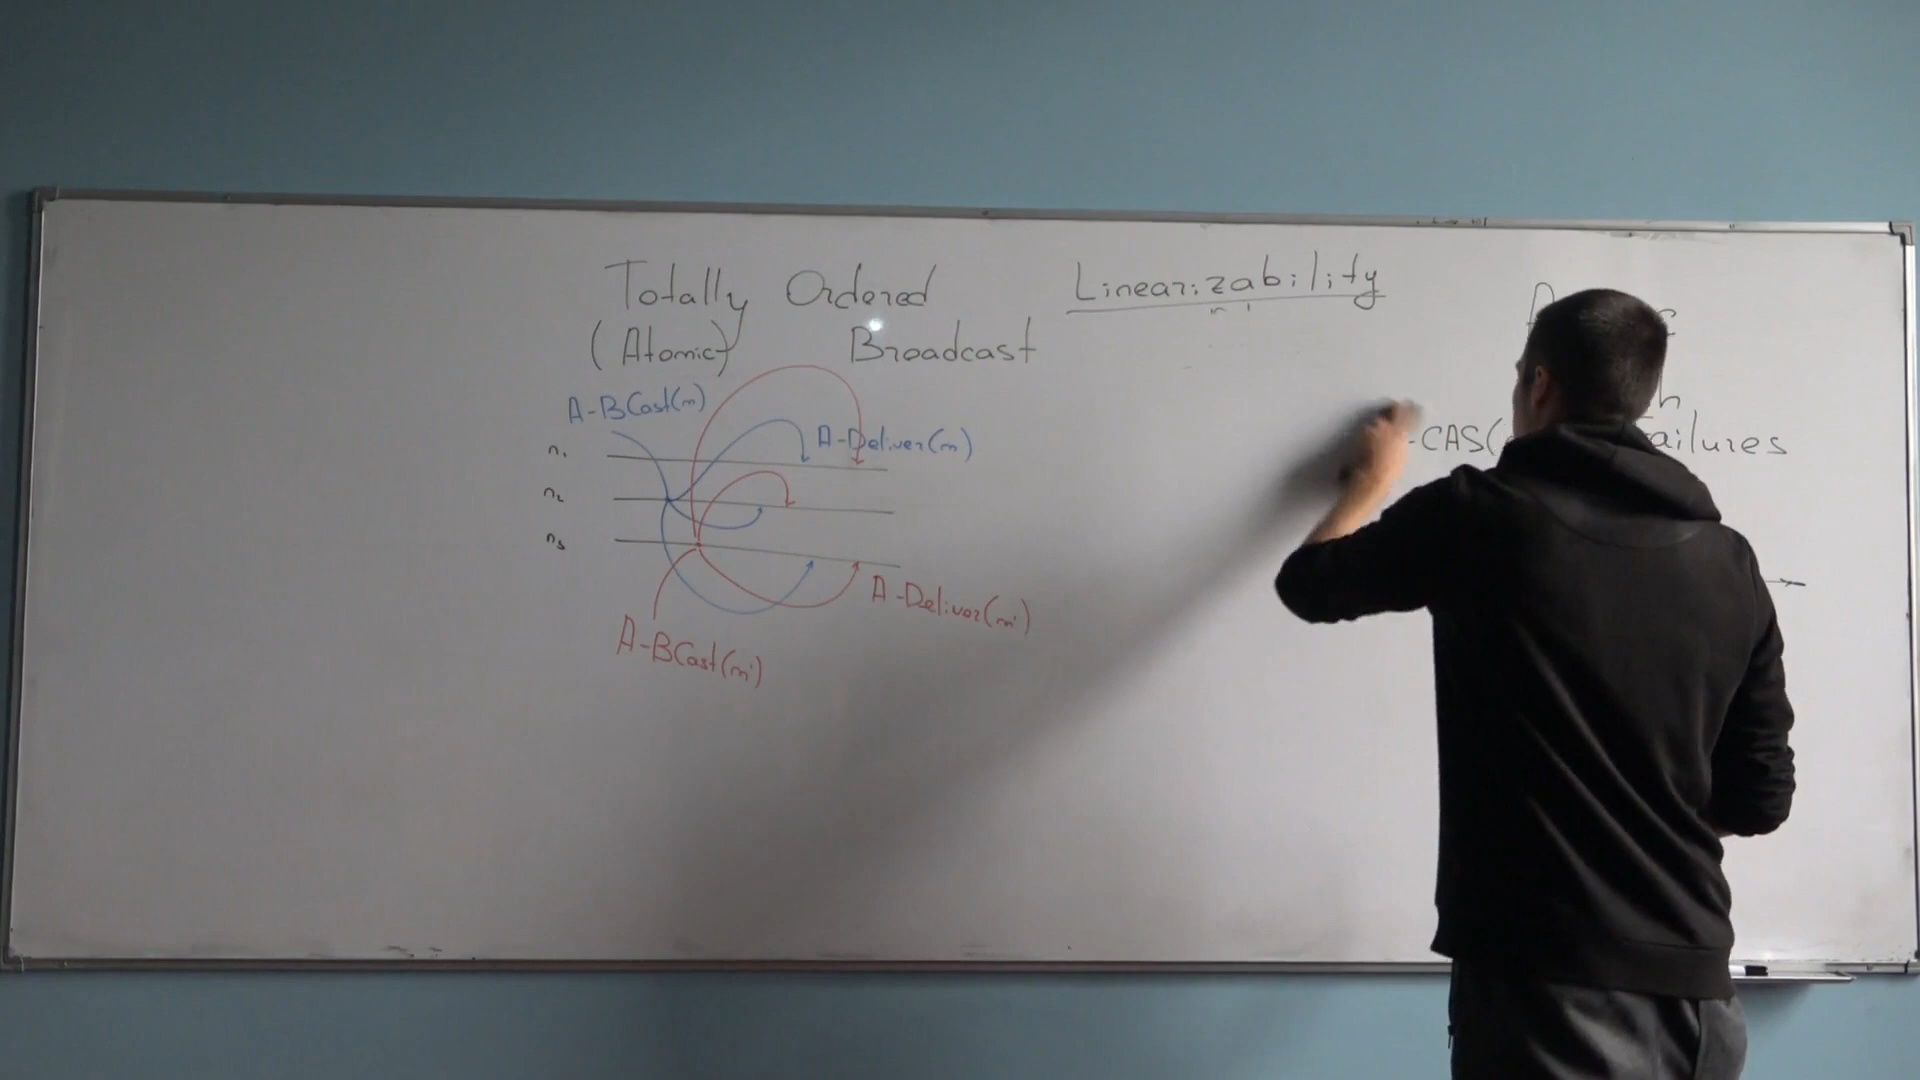 Totally Ordered
(Atomic) Broadcast
A-BCast(m)
A-Deliver(m)
n₁
n₂
n₃
A-Deliver(m')
A-BCast(m')
Linearizability
-CAS(
ailures